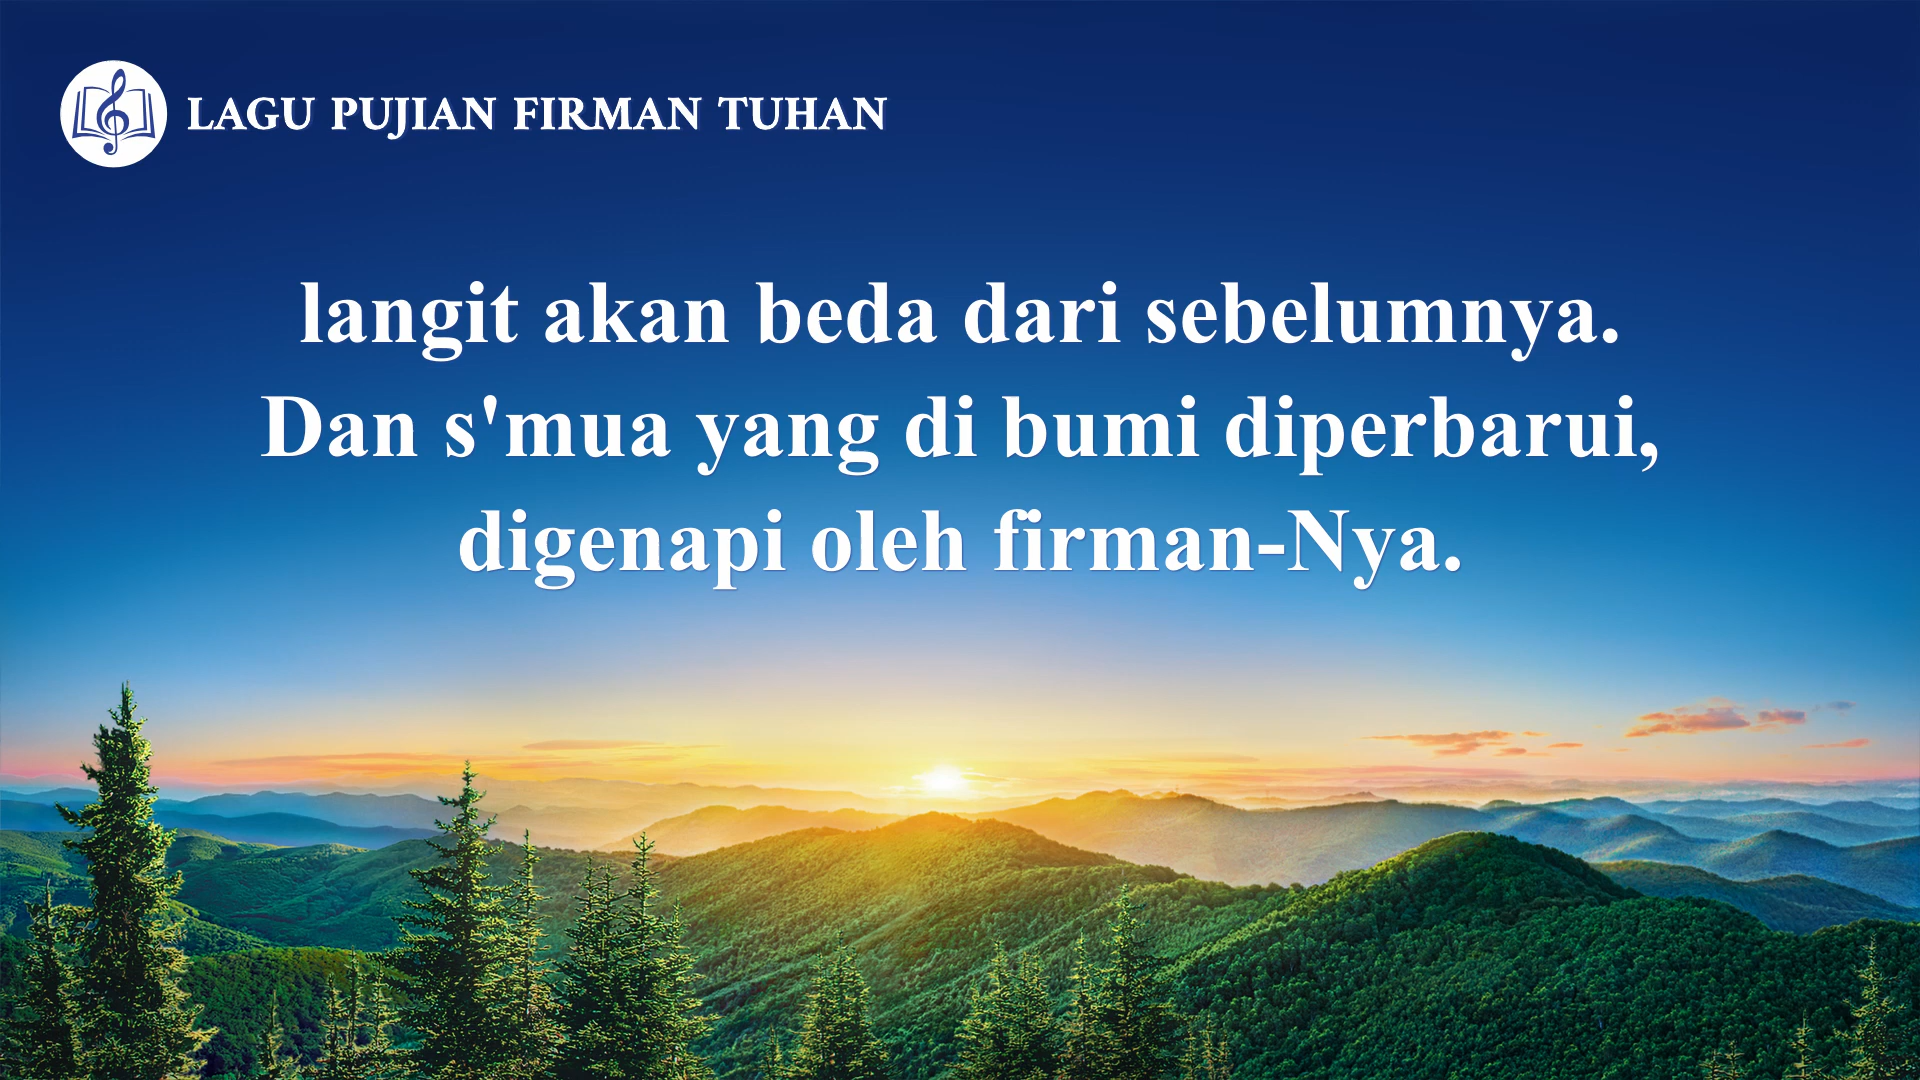 LAGU PUJIAN FIRMAN TUHAN
langit akan beda dari sebelumnya.
Dan s'mua yang di bumi diperbarui,
digenapi oleh firman-Nya.